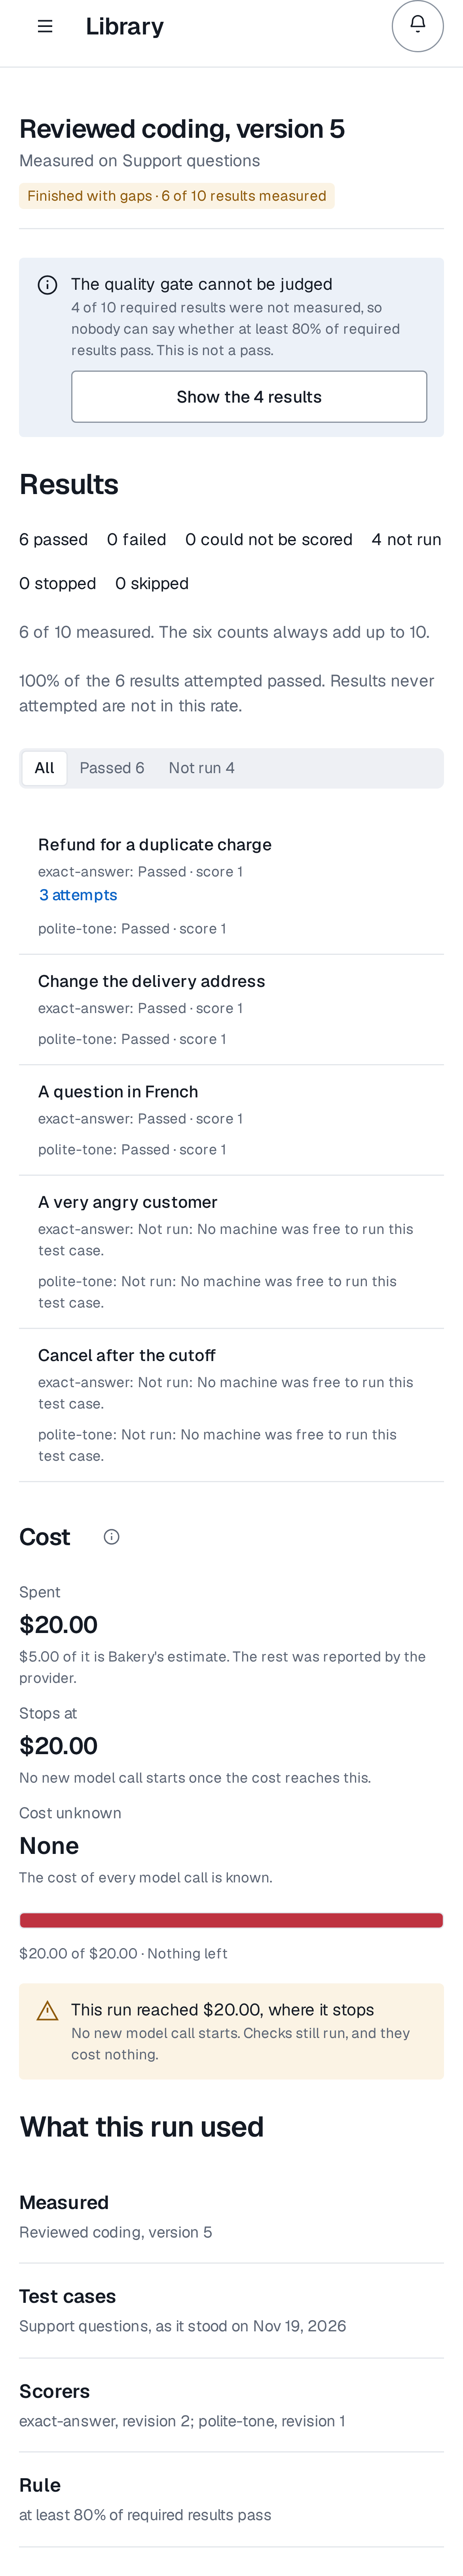 Library
Reviewed coding, version 5
Measured on Support questions
Finished with gaps · 6 of 10 results measured
The quality gate cannot be judged
4 of 10 required results were not measured, so
nobody can say whether at least 80% of required
results pass. This is not a pass.
Show the 4 results
Results
6 passed 0 failed 0 could not be scored 4 not run
0 stopped 0 skipped
6 of 10 measured. The six counts always add up to 10.
100% of the 6 results attempted passed. Results never
attempted are not in this rate.
All Passed 6 Not run 4
Refund for a duplicate charge
exact-answer: Passed · score 1
3 attempts
polite-tone: Passed · score 1
Change the delivery address
exact-answer: Passed · score 1
polite-tone: Passed · score 1
A question in French
exact-answer: Passed · score 1
polite-tone: Passed · score 1
A very angry customer
exact-answer: Not run: No machine was free to run this
test case.
polite-tone: Not run: No machine was free to run this
test case.
Cancel after the cutoff
exact-answer: Not run: No machine was free to run this
test case.
polite-tone: Not run: No machine was free to run this
test case.
Cost
Spent
$20.00
$5.00 of it is Bakery's estimate. The rest was reported by the
provider.
Stops at
$20.00
No new model call starts once the cost reaches this.
Cost unknown
None
The cost of every model call is known.
$20.00 of $20.00 · Nothing left
This run reached $20.00, where it stops
No new model call starts. Checks still run, and they
cost nothing.
What this run used
Measured
Reviewed coding, version 5
Test cases
Support questions, as it stood on Nov 19, 2026
Scorers
exact-answer, revision 2; polite-tone, revision 1
Rule
at least 80% of required results pass